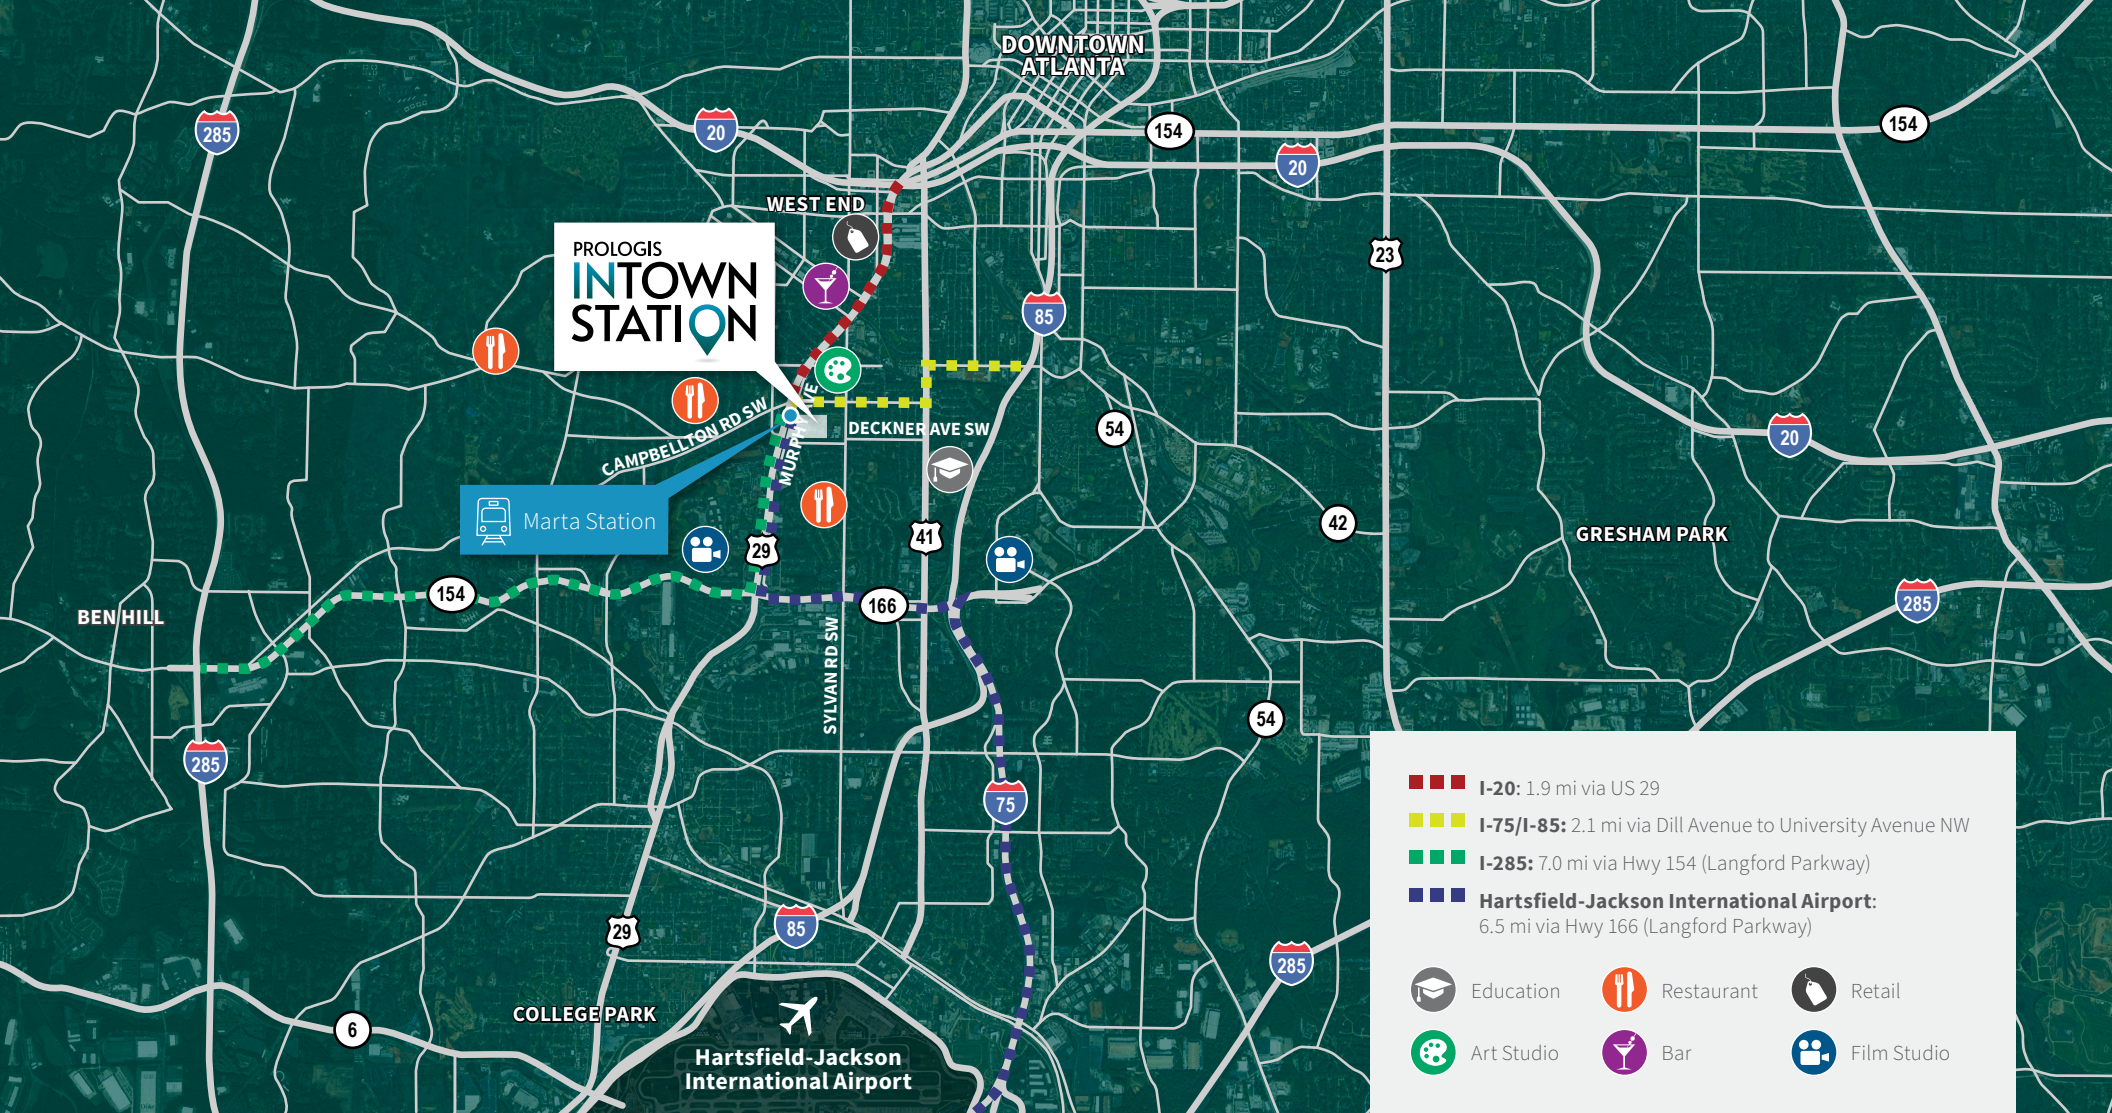 DOWNTOWN
ATLANTA
285
20
154
154
20
WEST END
PROLOGIS
INTOWN
STATION
23
85
MURPHY AVE
CAMPBELLTON RD SW
DECKNER AVE SW
54
20
Marta Station
29
41
42
GRESHAM PARK
154
166
285
BEN HILL
SYLVAN RD SW
54
285
75
I-20: 1.9 mi via US 29
I-75/I-85: 2.1 mi via Dill Avenue to University Avenue NW
I-285: 7.0 mi via Hwy 154 (Langford Parkway)
Hartsfield-Jackson International Airport:
6.5 mi via Hwy 166 (Langford Parkway)
29
85
285
Education
Restaurant
Retail
COLLEGE PARK
6
Art Studio
Bar
Film Studio
Hartsfield-Jackson
International Airport